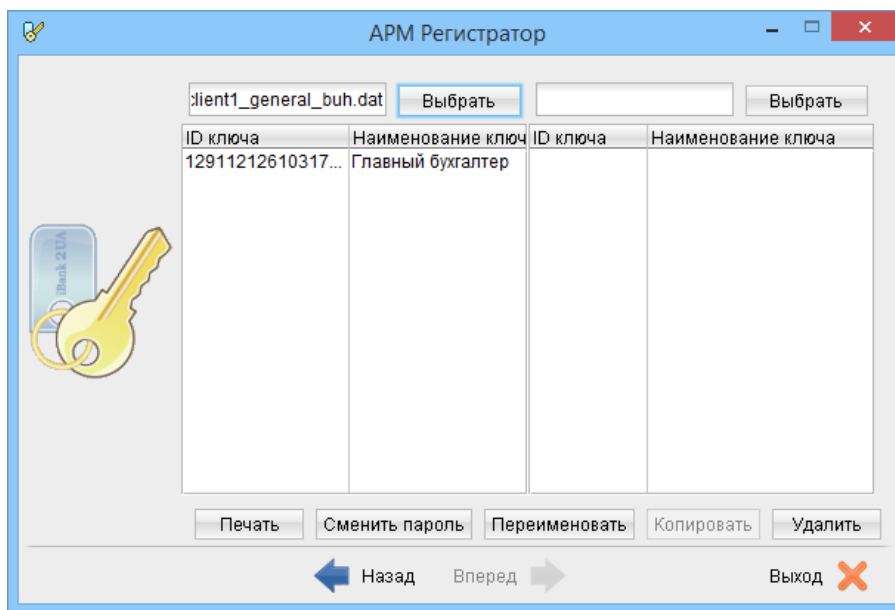 АРМ Регистратор
:lient1_general_buh.dat Выбрать Выбрать
ID ключа Наименование ключ ID ключа Наименование ключа
12911212610317... Главный бухгалтер
iBank 2 UA
Печать Сменить пароль Переименовать Копировать Удалить
Назад Вперед Выход